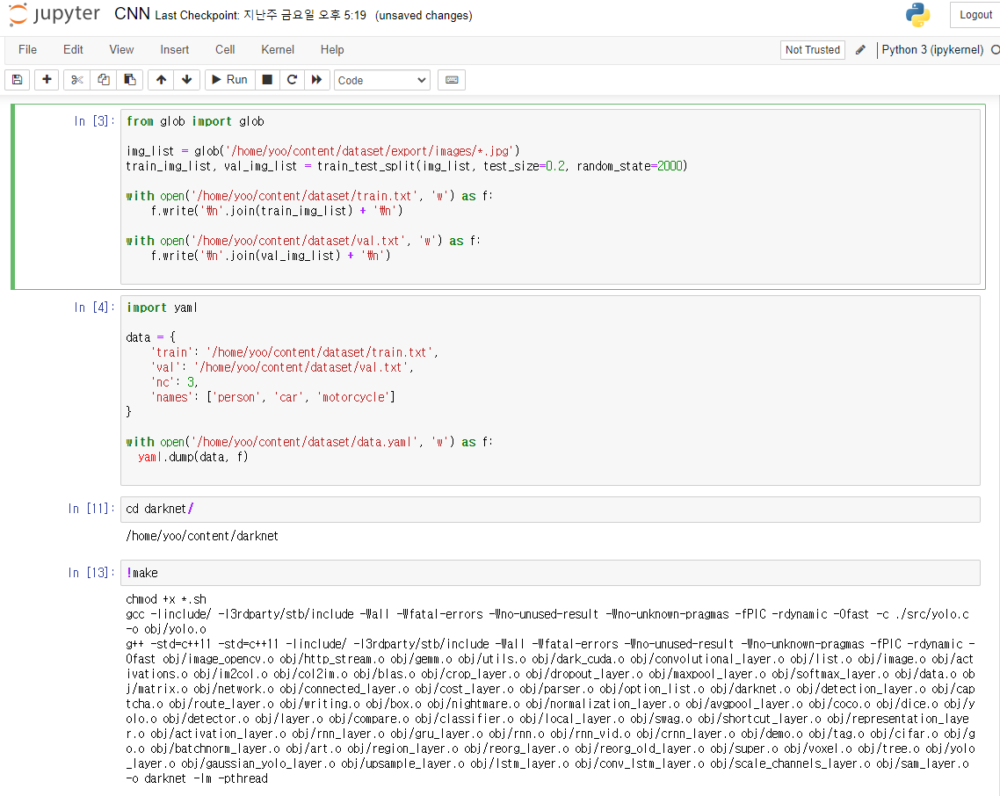 jupyter CNN Last Checkpoint: 지난주 금요일 오후 5:19 (unsaved changes) Logout
File Edit View Insert Cell Kernel Help Not Trusted Python 3 (ipykernel)
Run Code
In [3]: from glob import glob
img_list = glob('/home/yoo/content/dataset/export/images/*.jpg')
train_img_list, val_img_list = train_test_split(img_list, test_size=0.2, random_state=2000)
with open('/home/yoo/content/dataset/train.txt', 'w') as f:
f.write('₩n'.join(train_img_list) + '₩n')
with open('/home/yoo/content/dataset/val.txt', 'w') as f:
f.write('₩n'.join(val_img_list) + '₩n')
In [4]: import yaml
data = {
'train': '/home/yoo/content/dataset/train.txt',
'val': '/home/yoo/content/dataset/val.txt',
'nc': 3,
'names': ['person', 'car', 'motorcycle']
}
with open('/home/yoo/content/dataset/data.yaml', 'w') as f:
yaml.dump(data, f)
In [11]: cd darknet/
/home/yoo/content/darknet
In [13]: !make
chmod +x *.sh
gcc -Iinclude/ -I3rdparty/stb/include -Wall -Wfatal-errors -Wno-unused-result -Wno-unknown-pragmas -fPIC -rdynamic -Ofast -c ./src/yolo.c
-o obj/yolo.o
g++ -std=c++11 -std=c++11 -Iinclude/ -I3rdparty/stb/include -Wall -Wfatal-errors -Wno-unused-result -Wno-unknown-pragmas -fPIC -rdynamic -
Ofast obj/image_opencv.o obj/http_stream.o obj/gemm.o obj/utils.o obj/dark_cuda.o obj/convolutional_layer.o obj/list.o obj/image.o obj/act
ivations.o obj/im2col.o obj/col2im.o obj/blas.o obj/crop_layer.o obj/dropout_layer.o obj/maxpool_layer.o obj/softmax_layer.o obj/data.o ob
j/matrix.o obj/network.o obj/connected_layer.o obj/cost_layer.o obj/parser.o obj/option_list.o obj/darknet.o obj/detection_layer.o obj/cap
tcha.o obj/route_layer.o obj/writing.o obj/box.o obj/nightmare.o obj/normalization_layer.o obj/avgpool_layer.o obj/coco.o obj/dice.o obj/y
olo.o obj/detector.o obj/layer.o obj/compare.o obj/classifier.o obj/local_layer.o obj/swag.o obj/shortcut_layer.o obj/representation_laye
r.o obj/activation_layer.o obj/rnn_layer.o obj/gru_layer.o obj/rnn.o obj/rnn_vid.o obj/crnn_layer.o obj/demo.o obj/tag.o obj/cifar.o obj/g
o.o obj/batchnorm_layer.o obj/art.o obj/region_layer.o obj/reorg_layer.o obj/reorg_old_layer.o obj/super.o obj/voxel.o obj/tree.o obj/yolo
_layer.o obj/gaussian_yolo_layer.o obj/upsample_layer.o obj/lstm_layer.o obj/conv_lstm_layer.o obj/scale_channels_layer.o obj/sam_layer.o
-o darknet -lm -pthread